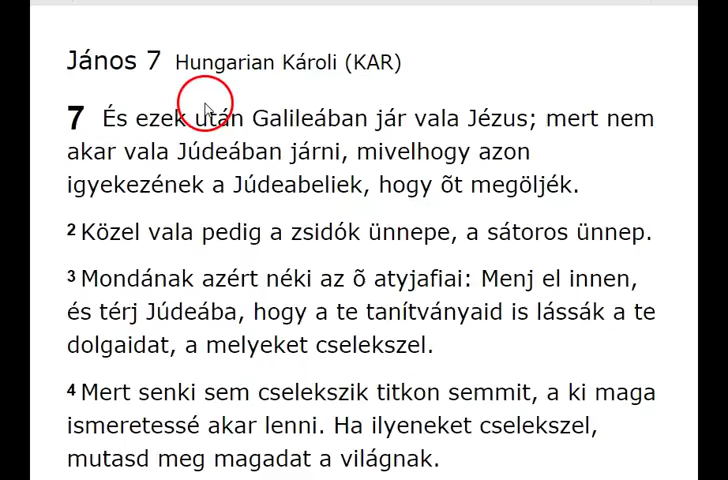 János 7 Hungarian Károli (KAR)
7 És ezek után Galileában jár vala Jézus; mert nem
akar vala Júdeában járni, mivelhogy azon
igyekezének a Júdeabeliek, hogy õt megöljék.
2 Közel vala pedig a zsidók ünnepe, a sátoros ünnep.
3 Mondának azért néki az õ atyjafiai: Menj el innen,
és térj Júdeába, hogy a te tanítványaid is lássák a te
dolgaidat, a melyeket cselekszel.
4 Mert senki sem cselekszik titkon semmit, a ki maga
ismeretessé akar lenni. Ha ilyeneket cselekszel,
mutasd meg magadat a világnak.